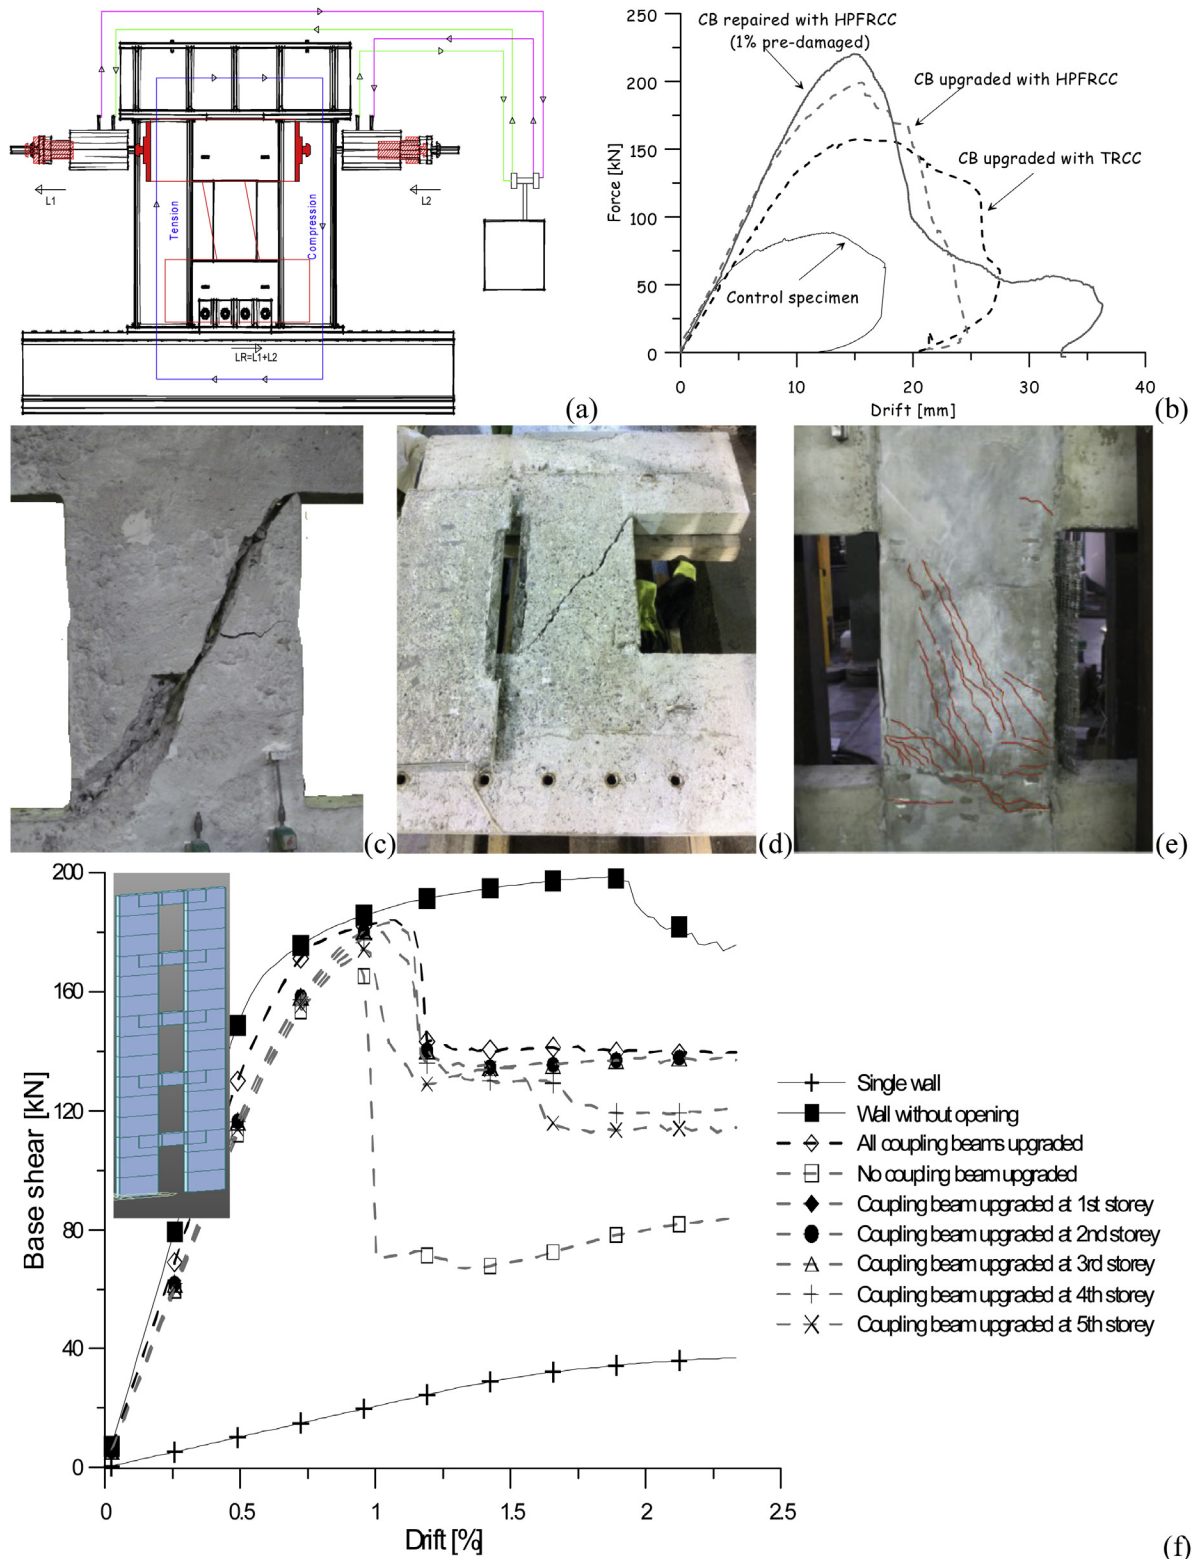 L1
L2
Tension
Compression
LR=L1+L2
(a)
250
200
150
100
50
0
Force [kN]
CB repaired with HPFRCC
(1% pre-damaged)
CB upgraded with HPFRCC
CB upgraded with TRCC
Control specimen
0
10
20
30
40
Drift [mm]
(b)
(c)
(d)
(e)
200
160
120
80
40
0
Base shear [kN]
Single wall
Wall without opening
All coupling beams upgraded
No coupling beam upgraded
Coupling beam upgraded at 1st storey
Coupling beam upgraded at 2nd storey
Coupling beam upgraded at 3rd storey
Coupling beam upgraded at 4th storey
Coupling beam upgraded at 5th storey
0
0.5
1
1.5
2
2.5
Drift [%]
(f)